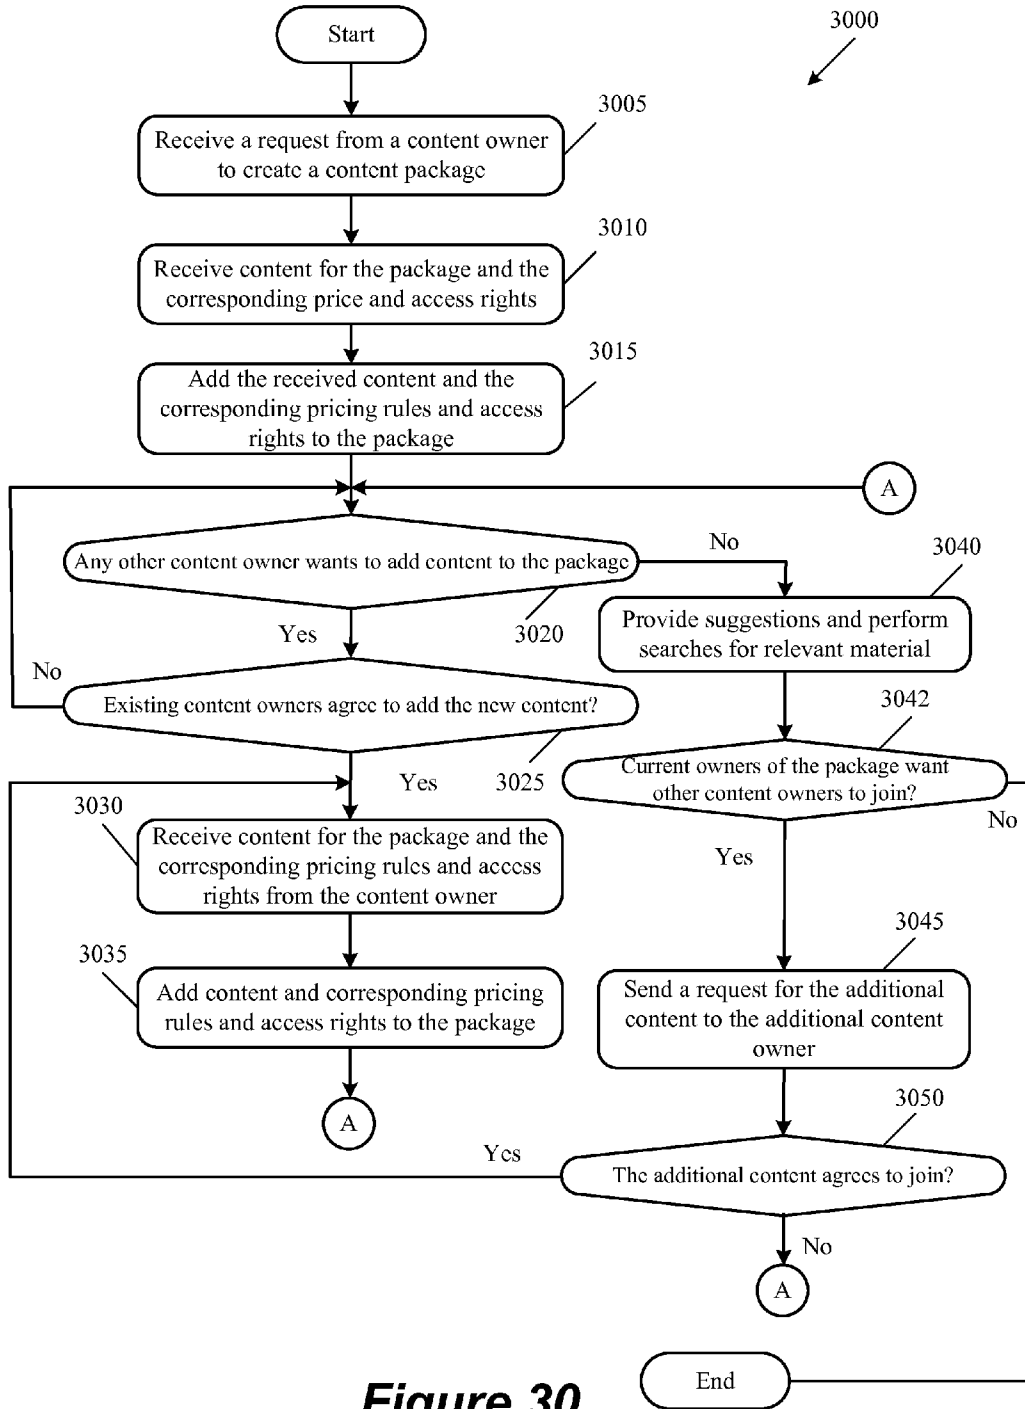 Start
3000
3005
Receive a request from a content owner
to create a content package
3010
Receive content for the package and the
corresponding price and access rights
3015
Add the received content and the
corresponding pricing rules and access
rights to the package
A
Any other content owner wants to add content to the package
No
3040
3020
Provide suggestions and perform
searches for relevant material
Yes
No
Existing content owners agree to add the new content?
3042
3025
Current owners of the package want
other content owners to join?
Yes
No
3030
Receive content for the package and the
corresponding pricing rules and access
rights from the content owner
Yes
3035
3045
Add content and corresponding pricing
rules and access rights to the package
Send a request for the additional
content to the additional content
owner
A
3050
Yes
The additional content agrees to join?
No
A
End
Figure 30